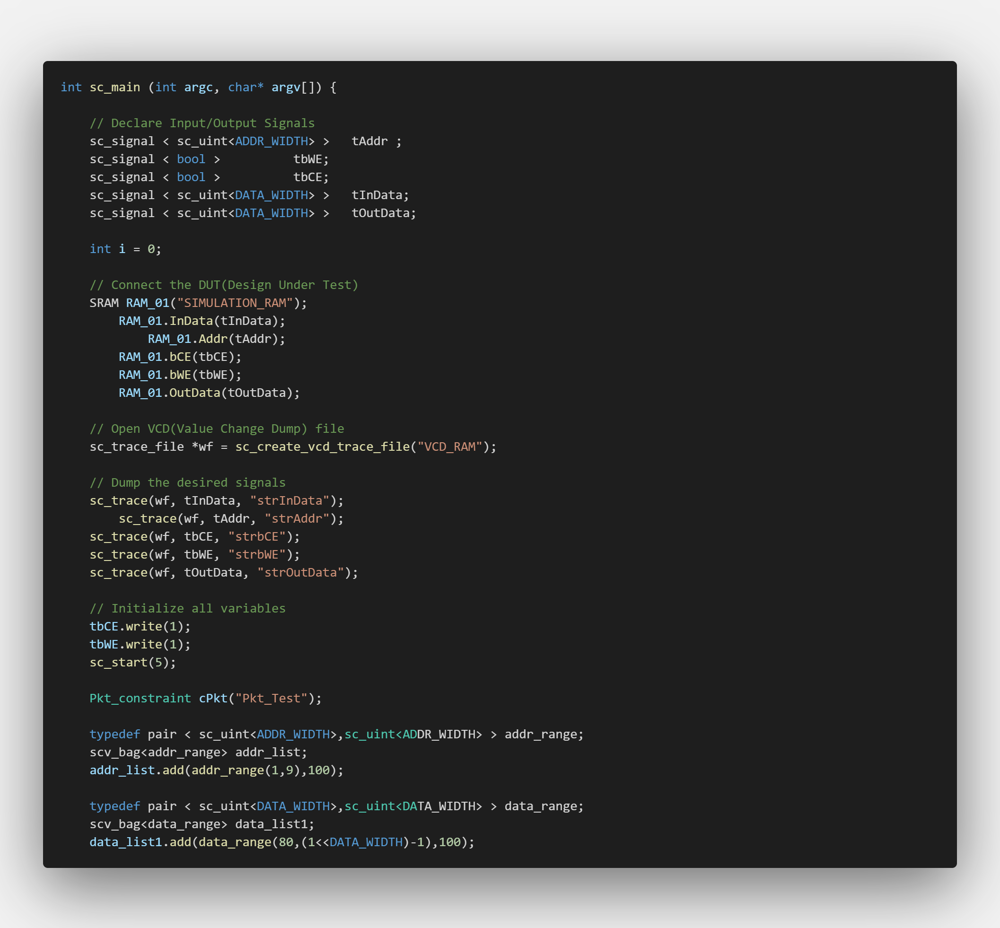 int sc_main (int argc, char* argv[]) {
// Declare Input/Output Signals
sc_signal < sc_uint<ADDR_WIDTH> >   tAddr ;
sc_signal < bool >          tbWE;
sc_signal < bool >          tbCE;
sc_signal < sc_uint<DATA_WIDTH> >   tInData;
sc_signal < sc_uint<DATA_WIDTH> >   tOutData;
int i = 0;
// Connect the DUT(Design Under Test)
SRAM RAM_01("SIMULATION_RAM");
RAM_01.InData(tInData);
RAM_01.Addr(tAddr);
RAM_01.bCE(tbCE);
RAM_01.bWE(tbWE);
RAM_01.OutData(tOutData);
// Open VCD(Value Change Dump) file
sc_trace_file *wf = sc_create_vcd_trace_file("VCD_RAM");
// Dump the desired signals
sc_trace(wf, tInData, "strInData");
sc_trace(wf, tAddr, "strAddr");
sc_trace(wf, tbCE, "strbCE");
sc_trace(wf, tbWE, "strbWE");
sc_trace(wf, tOutData, "strOutData");
// Initialize all variables
tbCE.write(1);
tbWE.write(1);
sc_start(5);
Pkt_constraint cPkt("Pkt_Test");
typedef pair < sc_uint<ADDR_WIDTH>,sc_uint<ADDR_WIDTH> > addr_range;
scv_bag<addr_range> addr_list;
addr_list.add(addr_range(1,9),100);
typedef pair < sc_uint<DATA_WIDTH>,sc_uint<DATA_WIDTH> > data_range;
scv_bag<data_range> data_list1;
data_list1.add(data_range(80,(1<<DATA_WIDTH)-1),100);